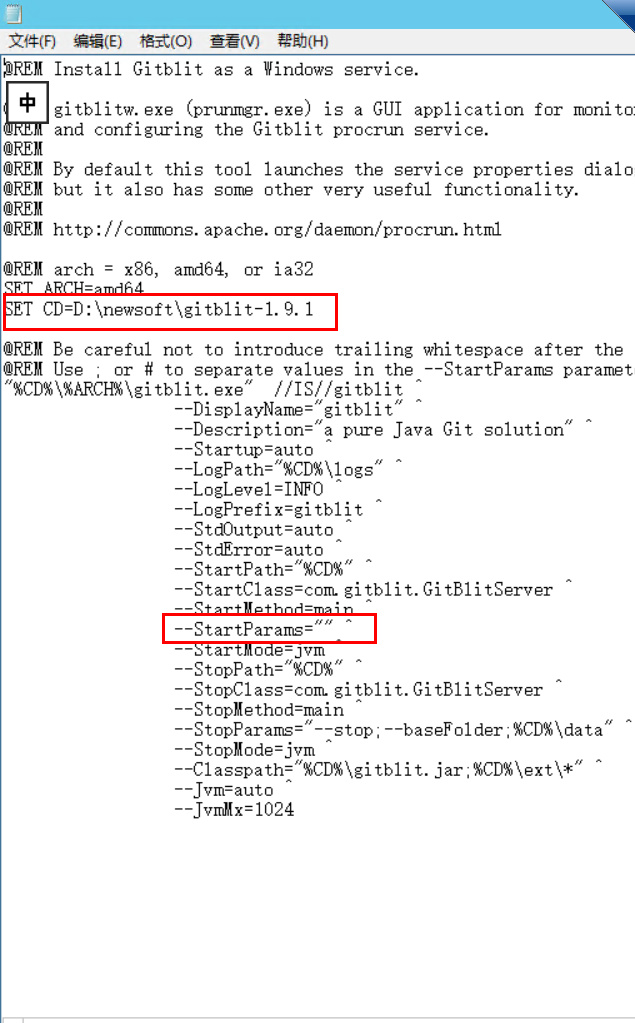 文件(F) 编辑(E) 格式(O) 查看(V) 帮助(H)
@REM Install Gitblit as a Windows service.
中
gitblitw.exe (prunmgr.exe) is a GUI application for
@REM and configuring the Gitblit procrun service.
@REM
@REM By default this tool launches the service properties
@REM but it also has some other very useful functionality.
@REM
@REM http://commons.apache.org/daemon/procrun.html
@REM arch = x86, amd64, or ia32
SET ARCH=amd64
SET CD=D:\newsoft\gitblit-1.9.1
@REM Be careful not to introduce trailing whitespace after the
@REM Use ; or # to separate values in the --StartParams
"%CD%\%ARCH%\gitblit.exe" //IS//gitblit ^
--DisplayName="gitblit" ^
--Description="a pure Java Git solution" ^
--Startup=auto ^
--LogPath="%CD%\logs" ^
--LogLevel=INFO ^
--LogPrefix=gitblit ^
--StdOutput=auto ^
--StdError=auto ^
--StartPath="%CD%" ^
--StartClass=com.gitblit.GitBlitServer ^
--StartMethod=main ^
--StartParams="" ^
--StartMode=jvm ^
--StopPath="%CD%" ^
--StopClass=com.gitblit.GitBlitServer ^
--StopMethod=main ^
--StopParams="--stop;--baseFolder;%CD%\data" ^
--StopMode=jvm ^
--Classpath="%CD%\gitblit.jar;%CD%\ext\*" ^
--Jvm=auto ^
--JvmMx=1024